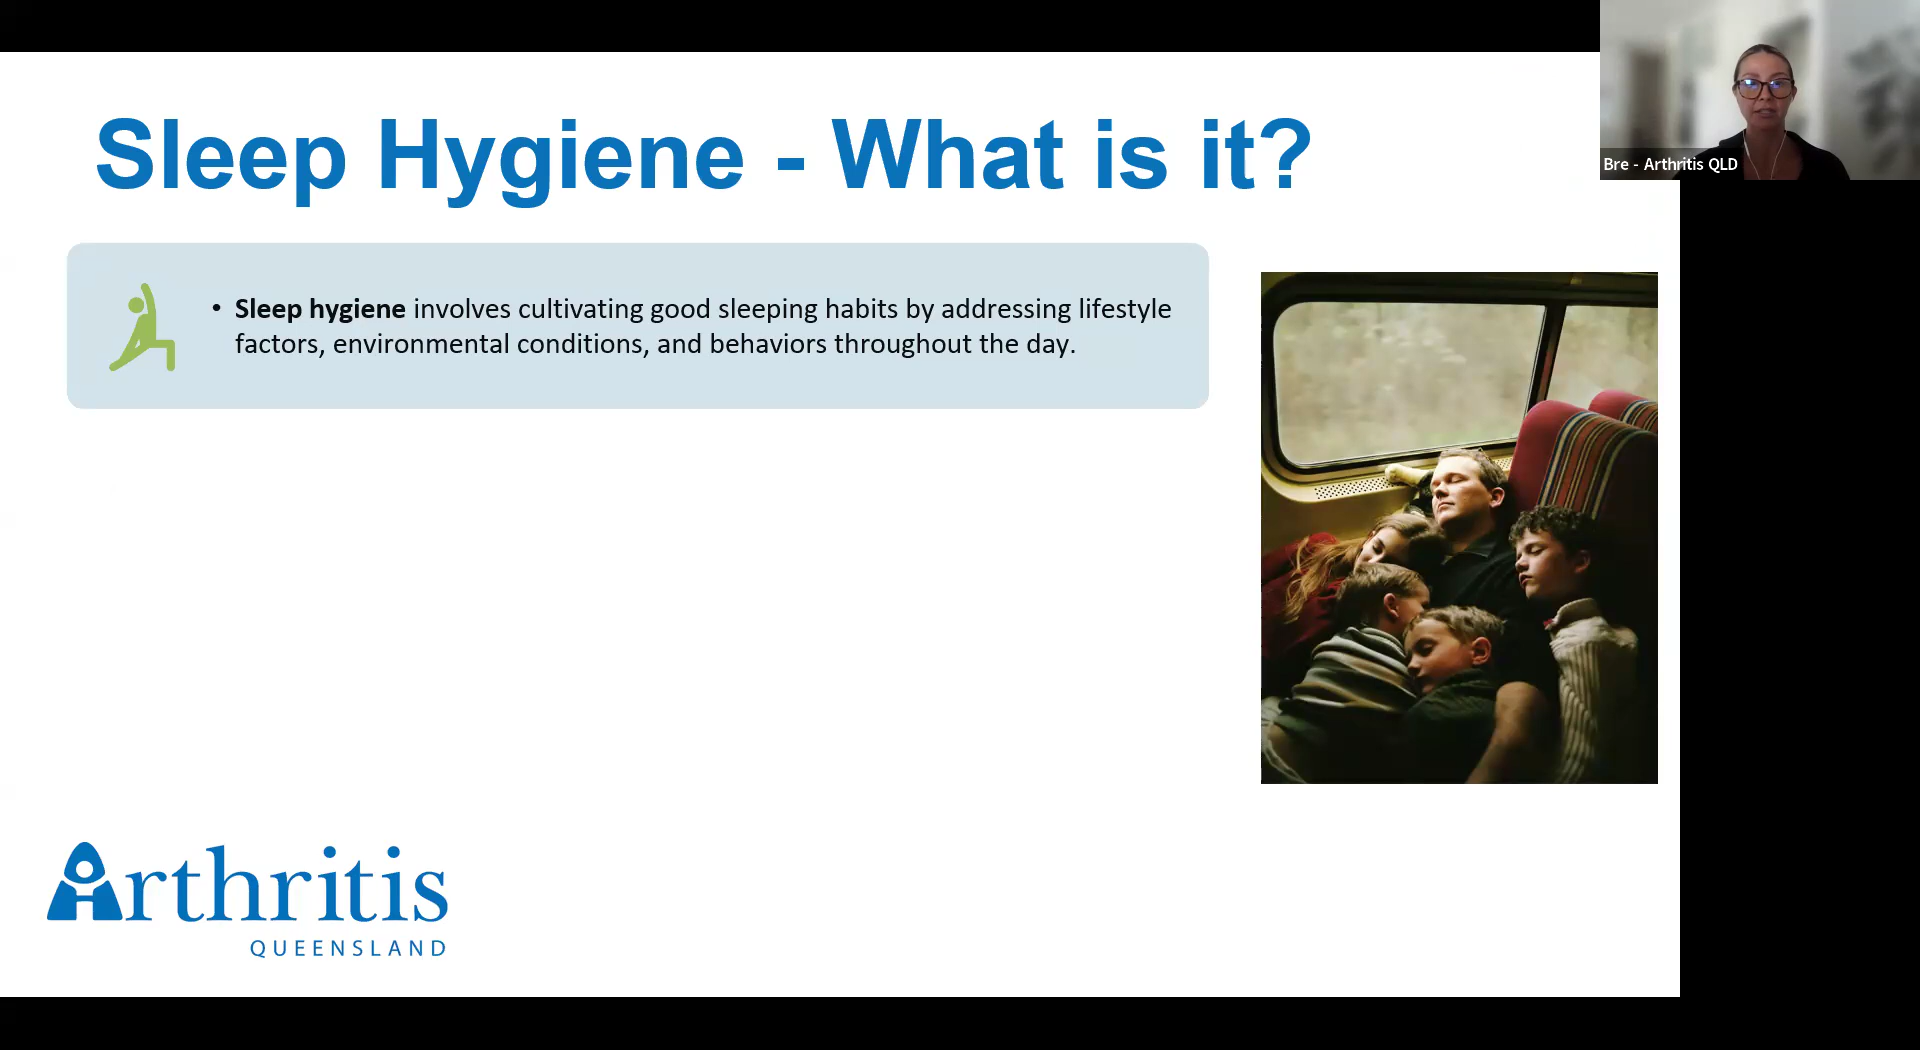 Sleep Hygiene - What is it?
Bre - Arthritis QLD
• Sleep hygiene involves cultivating good sleeping habits by addressing lifestyle
factors, environmental conditions, and behaviors throughout the day.
Arthritis
QUEENSLAND